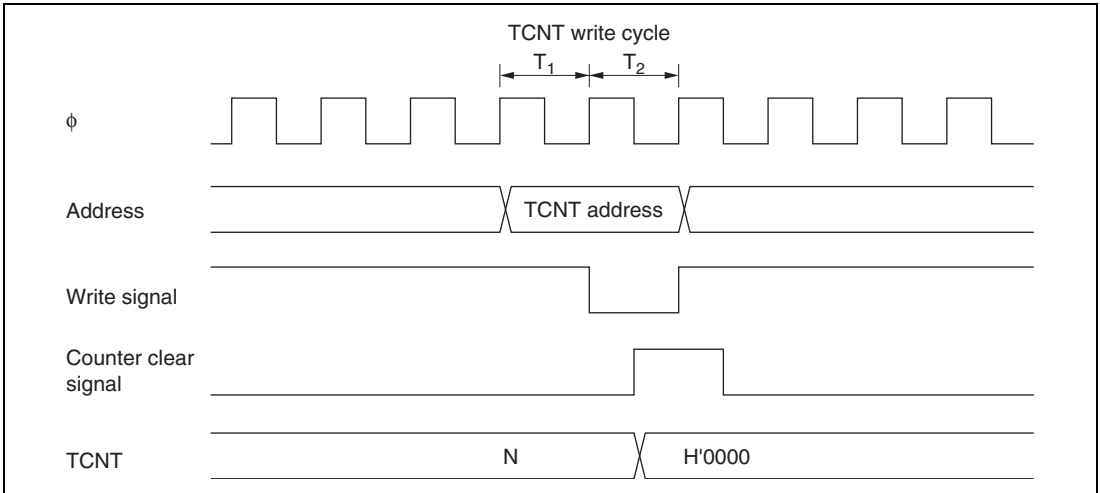 TCNT write cycle
T1 T2
ϕ
Address
TCNT address
Write signal
Counter clear
signal
TCNT
N
H'0000